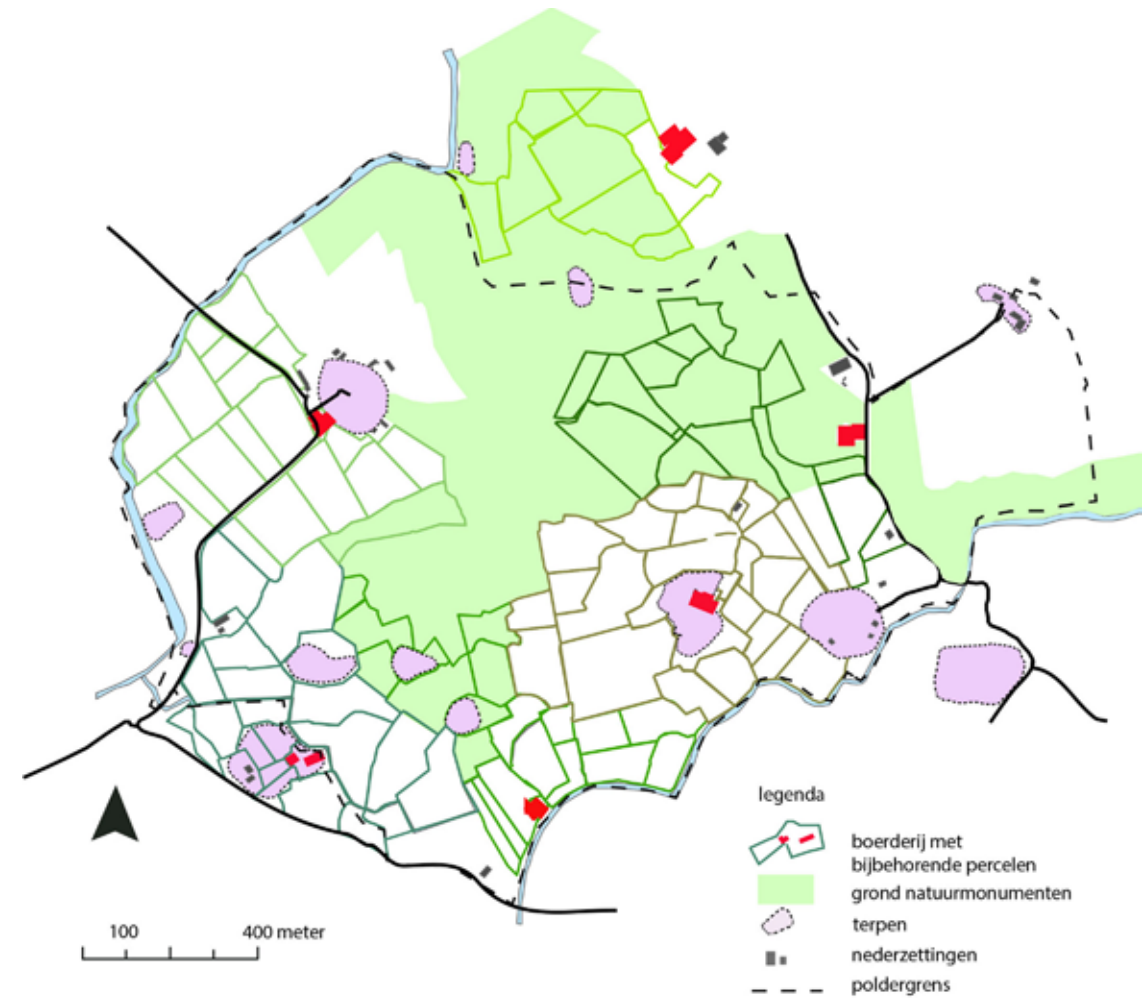 legenda
boerderij met
bijbehorende percelen
grond natuurmonumenten
terpen
nederzettingen
poldergrens
100 400 meter